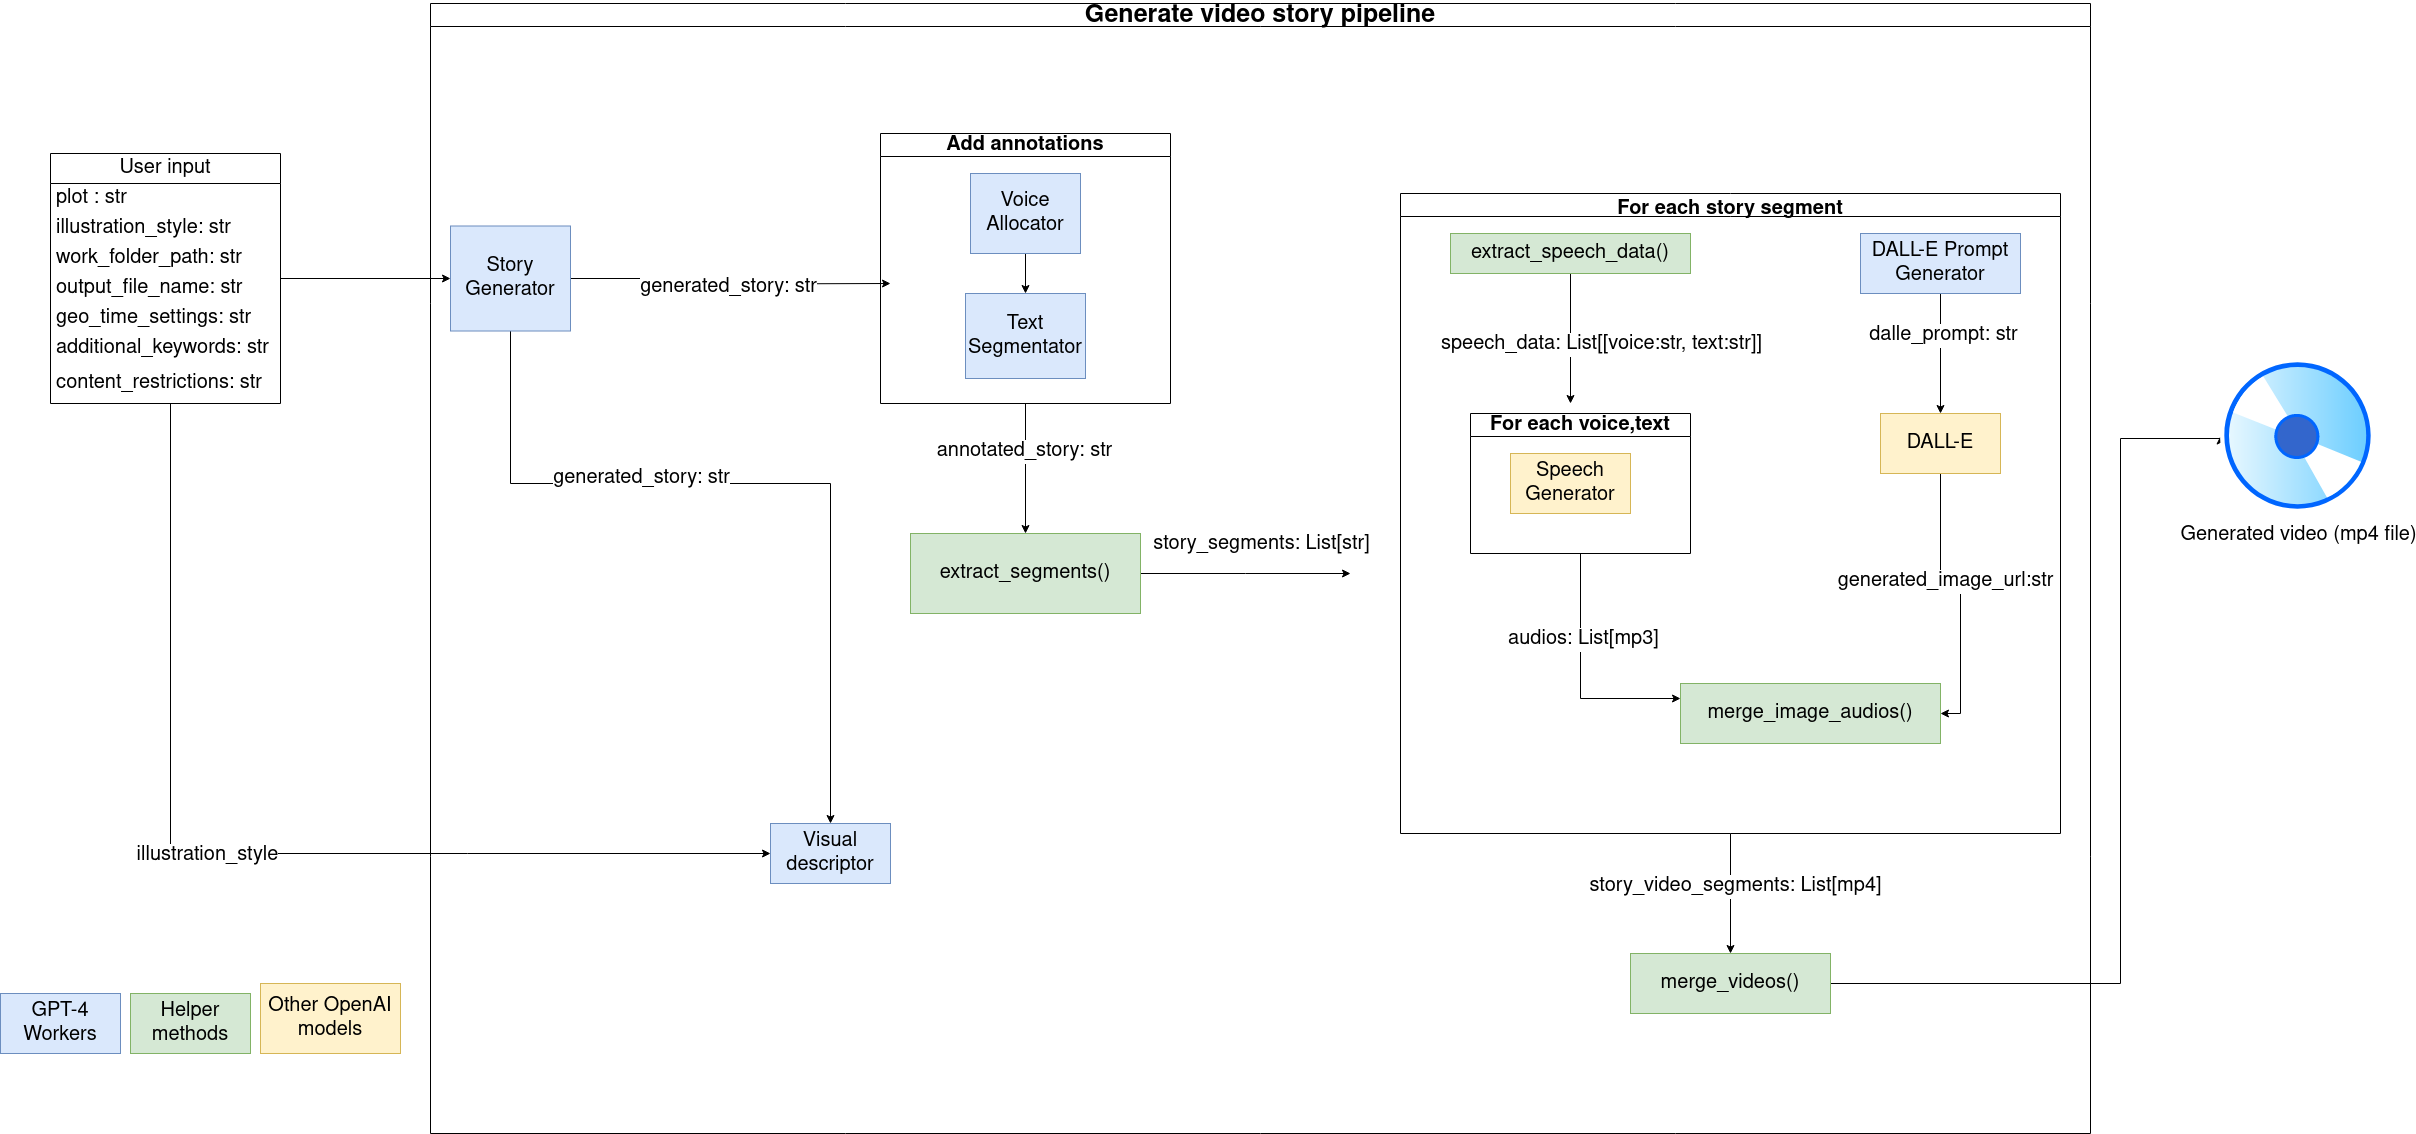 Generate video story pipeline
User input
plot : str
illustration_style: str
work_folder_path: str
output_file_name: str
geo_time_settings: str
additional_keywords: str
content_restrictions: str
Story
Generator
generated_story: str
Add annotations
Voice
Allocator
Text
Segmentator
annotated_story: str
generated_story: str
extract_segments()
story_segments: List[str]
For each story segment
extract_speech_data()
DALL-E Prompt
Generator
speech_data: List[[voice:str, text:str]]
dalle_prompt: str
For each voice,text
Speech
Generator
DALL-E
generated_image_url:str
audios: List[mp3]
merge_image_audios()
Generated video (mp4 file)
illustration_style
Visual
descriptor
story_video_segments: List[mp4]
merge_videos()
GPT-4
Workers
Helper
methods
Other OpenAI
models